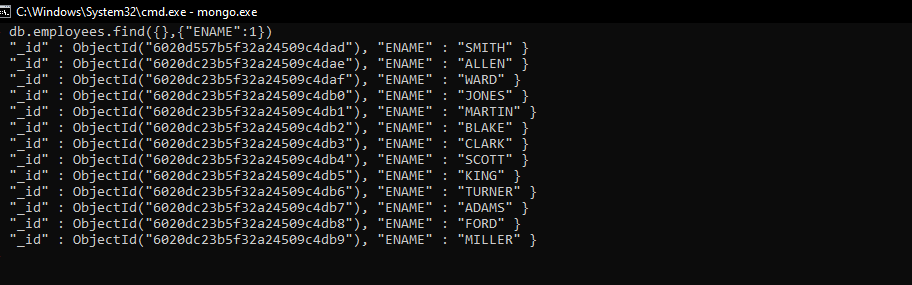 C:\Windows\System32\cmd.exe - mongo.exe
db.employees.find({},{"ENAME":1})
"_id" : ObjectId("6020d557b5f32a24509c4dad"), "ENAME" : "SMITH" }
"_id" : ObjectId("6020dc23b5f32a24509c4dae"), "ENAME" : "ALLEN" }
"_id" : ObjectId("6020dc23b5f32a24509c4daf"), "ENAME" : "WARD" }
"_id" : ObjectId("6020dc23b5f32a24509c4db0"), "ENAME" : "JONES" }
"_id" : ObjectId("6020dc23b5f32a24509c4db1"), "ENAME" : "MARTIN" }
"_id" : ObjectId("6020dc23b5f32a24509c4db2"), "ENAME" : "BLAKE" }
"_id" : ObjectId("6020dc23b5f32a24509c4db3"), "ENAME" : "CLARK" }
"_id" : ObjectId("6020dc23b5f32a24509c4db4"), "ENAME" : "SCOTT" }
"_id" : ObjectId("6020dc23b5f32a24509c4db5"), "ENAME" : "KING" }
"_id" : ObjectId("6020dc23b5f32a24509c4db6"), "ENAME" : "TURNER" }
"_id" : ObjectId("6020dc23b5f32a24509c4db7"), "ENAME" : "ADAMS" }
"_id" : ObjectId("6020dc23b5f32a24509c4db8"), "ENAME" : "FORD" }
"_id" : ObjectId("6020dc23b5f32a24509c4db9"), "ENAME" : "MILLER" }